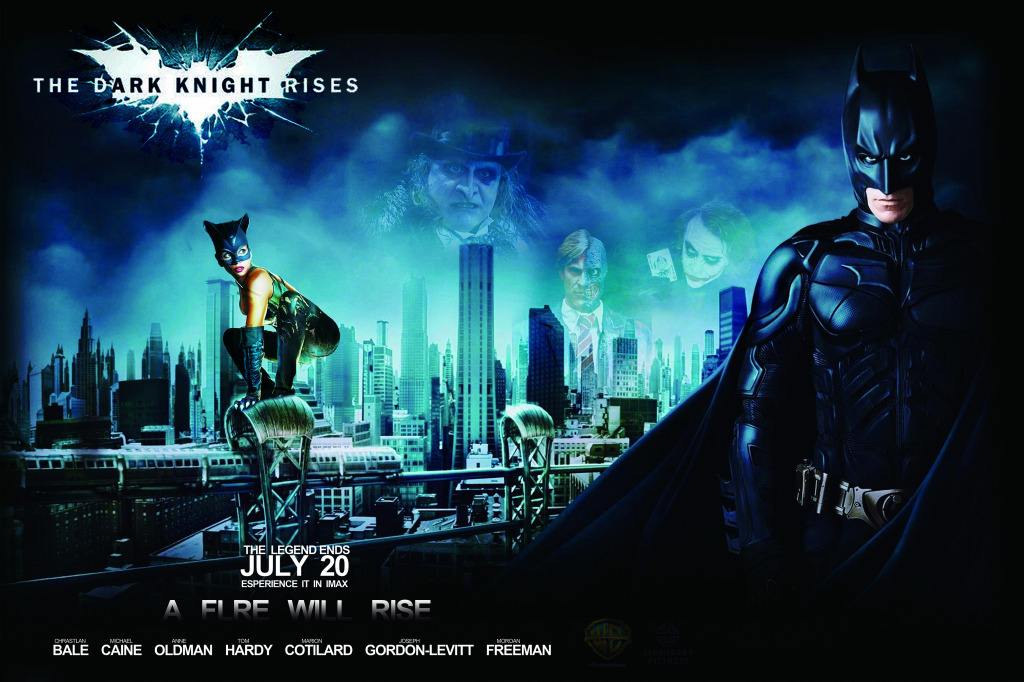 THE DARK KNIGHT RISES
THE LEGEND ENDS
JULY 20
ESPERIENCE IT IN IMAX
A FLRE WILL RISE
CHRASTLAN MICHAEL ANNE TOM MARION JOSEPH MORDAN
BALE CAINE OLDMAN HARDY COTILARD GORDON-LEVITT FREEMAN